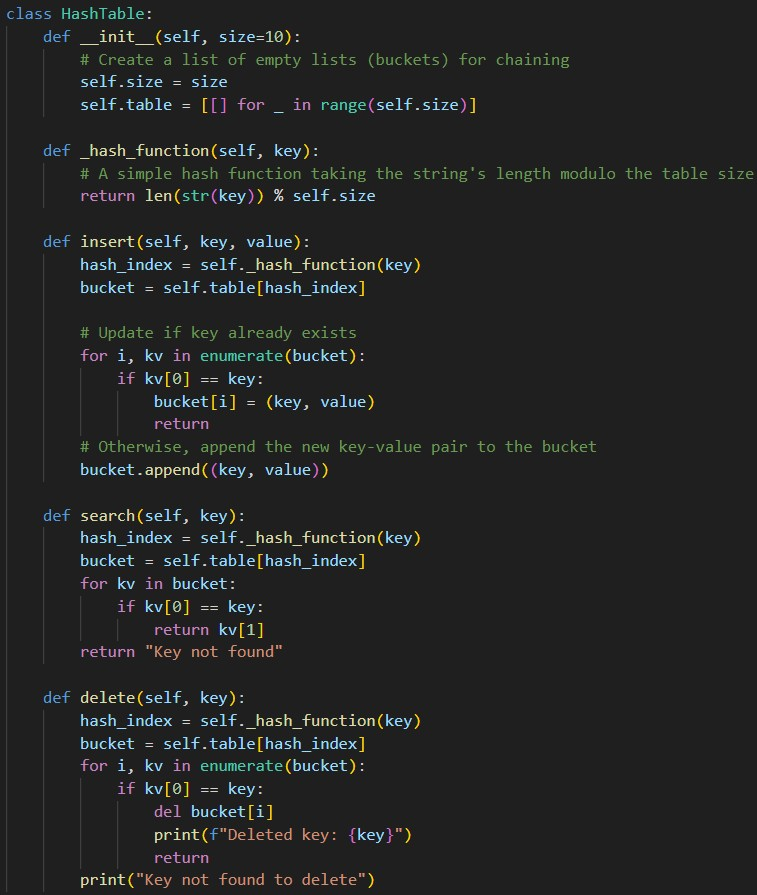 class HashTable:
    def __init__(self, size=10):
        # Create a list of empty lists (buckets) for chaining
        self.size = size
        self.table = [[] for _ in range(self.size)]

    def _hash_function(self, key):
        # A simple hash function taking the string's length modulo the table size
        return len(str(key)) % self.size

    def insert(self, key, value):
        hash_index = self._hash_function(key)
        bucket = self.table[hash_index]

        # Update if key already exists
        for i, kv in enumerate(bucket):
            if kv[0] == key:
                bucket[i] = (key, value)
                return
        # Otherwise, append the new key-value pair to the bucket
        bucket.append((key, value))

    def search(self, key):
        hash_index = self._hash_function(key)
        bucket = self.table[hash_index]
        for kv in bucket:
            if kv[0] == key:
                return kv[1]
        return "Key not found"

    def delete(self, key):
        hash_index = self._hash_function(key)
        bucket = self.table[hash_index]
        for i, kv in enumerate(bucket):
            if kv[0] == key:
                del bucket[i]
                print(f"Deleted key: {key}")
                return
        print("Key not found to delete")